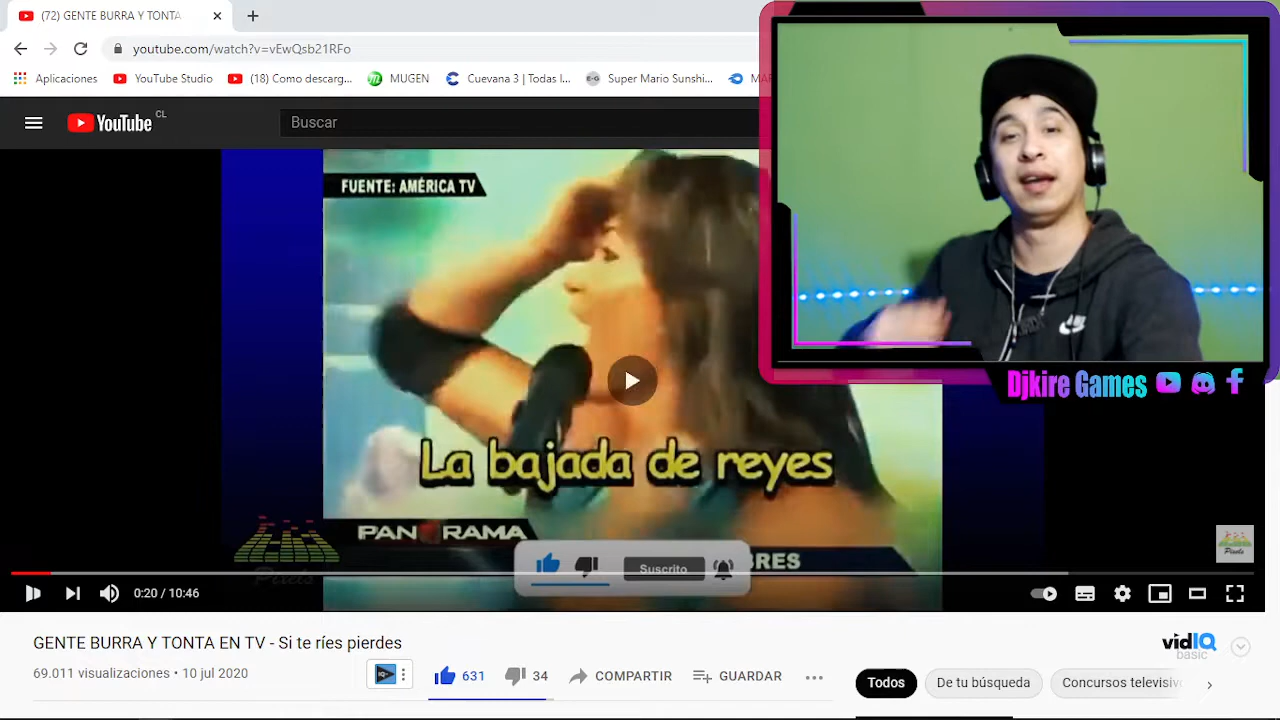 (72) GENTE BURRA Y TONTA
youtube.com/watch?v=vEwQsb21RFo
Aplicaciones YouTube Studio (18) Como descarg... MUGEN Cuevana 3 | Todas l... Super Mario Sunshi...
YouTube CL
Buscar
FUENTE: AMÉRICA TV
Djkire Games
La bajada de reyes
PANORAMA
Pixels
Pixels
Suscrito
0:20 / 10:46
GENTE BURRA Y TONTA EN TV - Si te ríes pierdes
69.011 visualizaciones • 10 jul 2020
631 34 COMPARTIR GUARDAR
vidIQ
basic
Todos De tu búsqueda Concursos televisiv